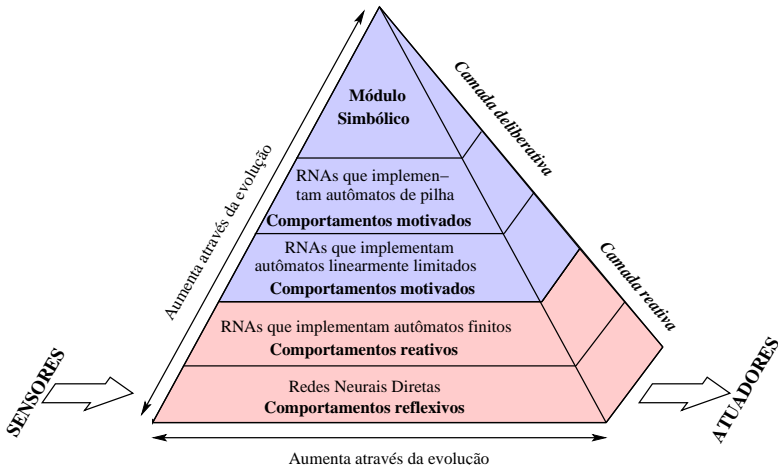 Módulo
Simbólico
Camada deliberativa
RNAs que implemen–
tam autômatos de pilha
Comportamentos motivados
RNAs que implementam
autômatos linearmente limitados
Comportamentos motivados
Aumenta através da evolução
Camada reativa
RNAs que implementam autômatos finitos
Comportamentos reativos
Redes Neurais Diretas
Comportamentos reflexivos
SENSORES
ATUADORES
Aumenta através da evolução